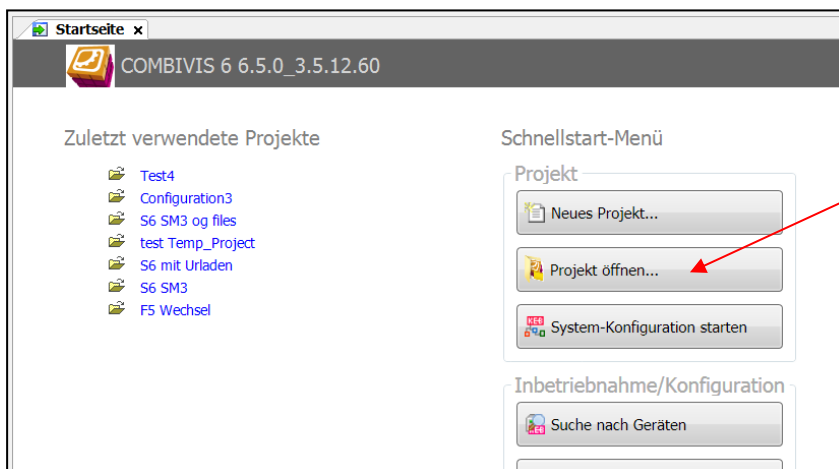 Startseite x
COMBIVIS 6 6.5.0_3.5.12.60
Zuletzt verwendete Projekte
Test4
Configuration3
S6 SM3 og files
test Temp_Project
S6 mit Urladen
S6 SM3
F5 Wechsel
Schnellstart-Menü
Projekt
Neues Projekt...
Projekt öffnen...
KEB System-Konfiguration starten
Inbetriebnahme/Konfiguration
Suche nach Geräten